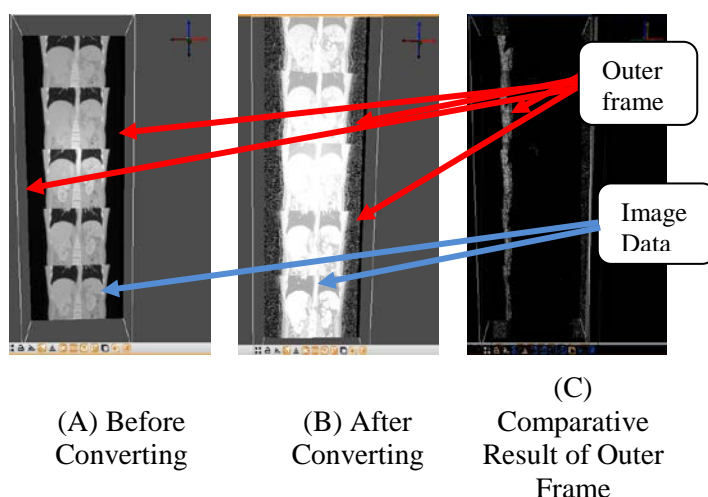 Outer
frame
Image
Data
(A) Before
Converting
(B) After
Converting
(C)
Comparative
Result of Outer
Frame